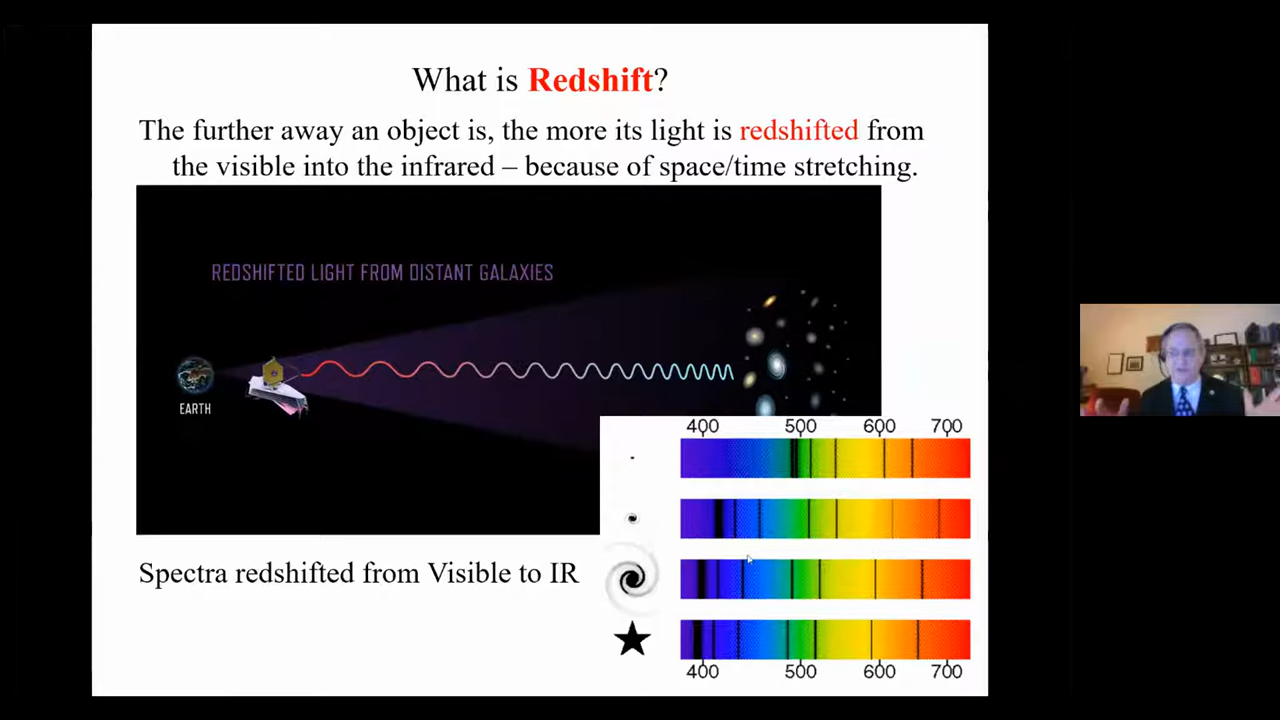 What is Redshift?
The further away an object is, the more its light is redshifted from
the visible into the infrared – because of space/time stretching.
REDSHIFTED LIGHT FROM DISTANT GALAXIES
EARTH
400 500 600 700
Spectra redshifted from Visible to IR
400 500 600 700